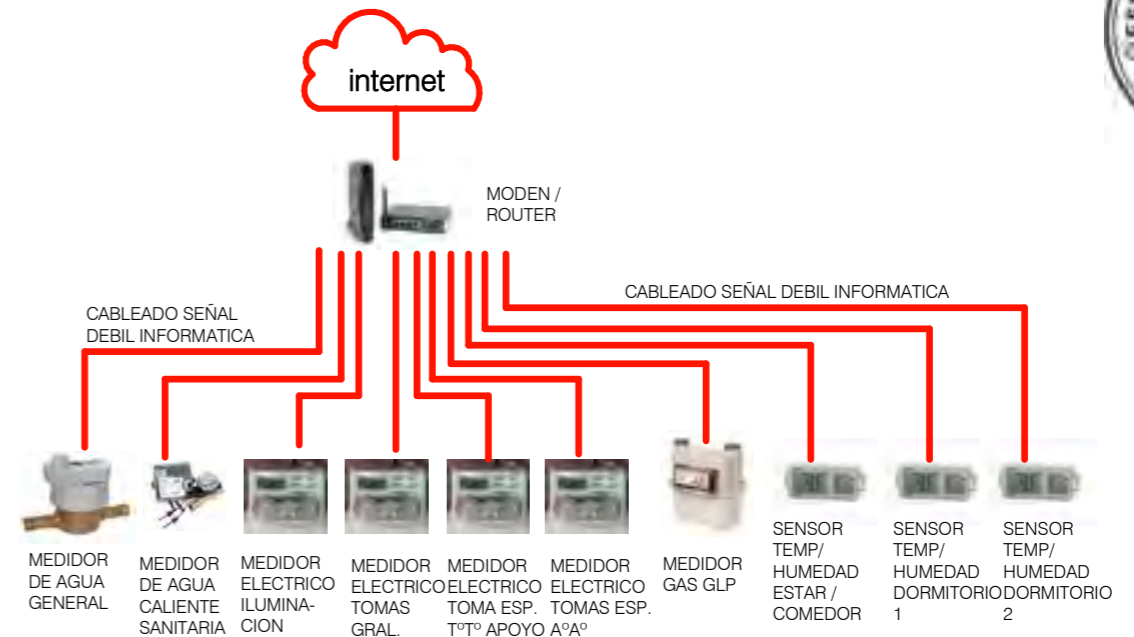 internet
MODEN /
ROUTER
CABLEADO SEÑAL
DEBIL INFORMATICA
CABLEADO SEÑAL DEBIL INFORMATICA
MEDIDOR
DE AGUA
GENERAL
MEDIDOR
DE AGUA
CALIENTE
SANITARIA
MEDIDOR
ELECTRICO
ILUMINA-
CION
MEDIDOR
ELECTRICO
TOMAS
GRAL.
MEDIDOR
ELECTRICO
TOMA ESP.
TºTº APOYO
MEDIDOR
ELECTRICO
TOMAS ESP.
AºAº
MEDIDOR
GAS GLP
SENSOR
TEMP/
HUMEDAD
ESTAR /
COMEDOR
SENSOR
TEMP/
HUMEDAD
DORMITORIO
1
SENSOR
TEMP/
HUMEDAD
DORMITORIO
2